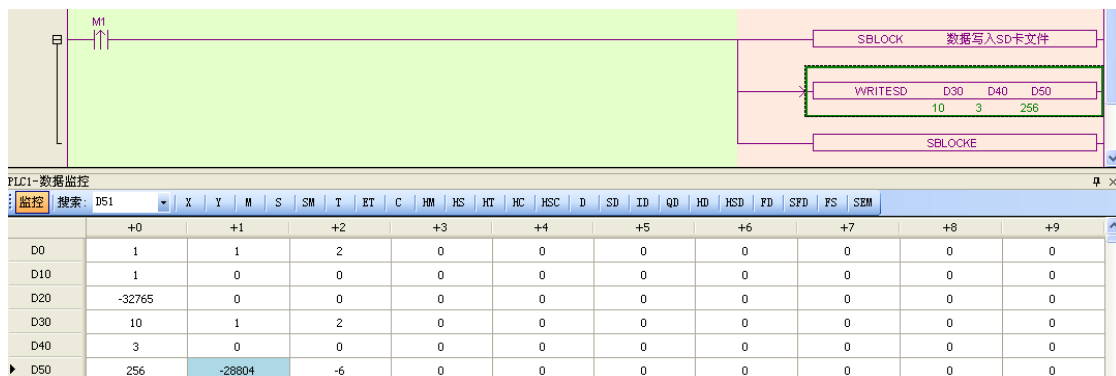 M1
SBLOCK 数据写入SD卡文件
WRITESD D30 D40 D50
10 3 256
SBLOCKE
PLC1-数据监控
监控 搜索: D51 X Y M S SM T ET C HM HS HT HC HSC D SD ID QD HD HSD FD SFD FS SEM
+0 +1 +2 +3 +4 +5 +6 +7 +8 +9
D0 1 1 2 0 0 0 0 0 0 0
D10 1 0 0 0 0 0 0 0 0 0
D20 -32765 0 0 0 0 0 0 0 0 0
D30 10 1 2 0 0 0 0 0 0 0
D40 3 0 0 0 0 0 0 0 0 0
D50 256 -28804 -6 0 0 0 0 0 0 0